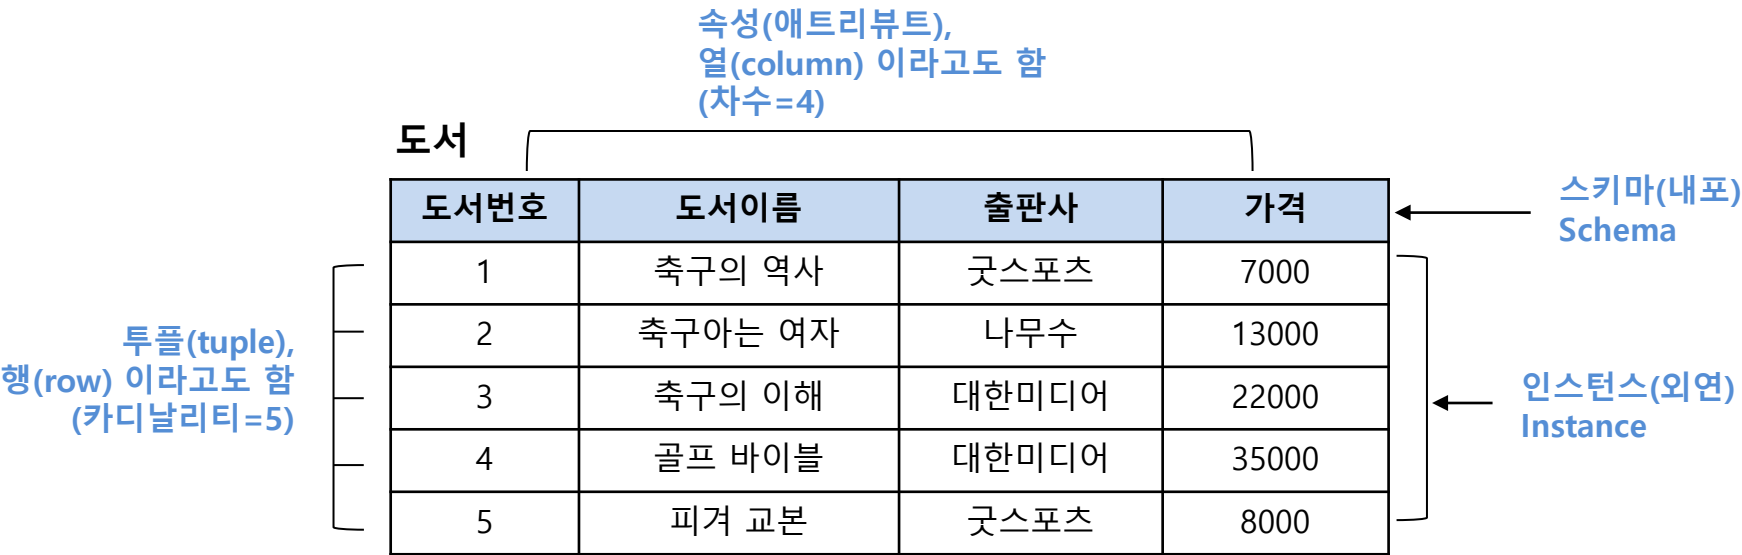 속성(애트리뷰트),
열(column) 이라고도 함
(차수=4)
도서
도서번호 도서이름 출판사 가격
1 축구의 역사 굿스포츠 7000
2 축구아는 여자 나무수 13000
3 축구의 이해 대한미디어 22000
4 골프 바이블 대한미디어 35000
5 피겨 교본 굿스포츠 8000
스키마(내포)
Schema
투플(tuple),
행(row) 이라고도 함
(카디날리티=5)
인스턴스(외연)
Instance